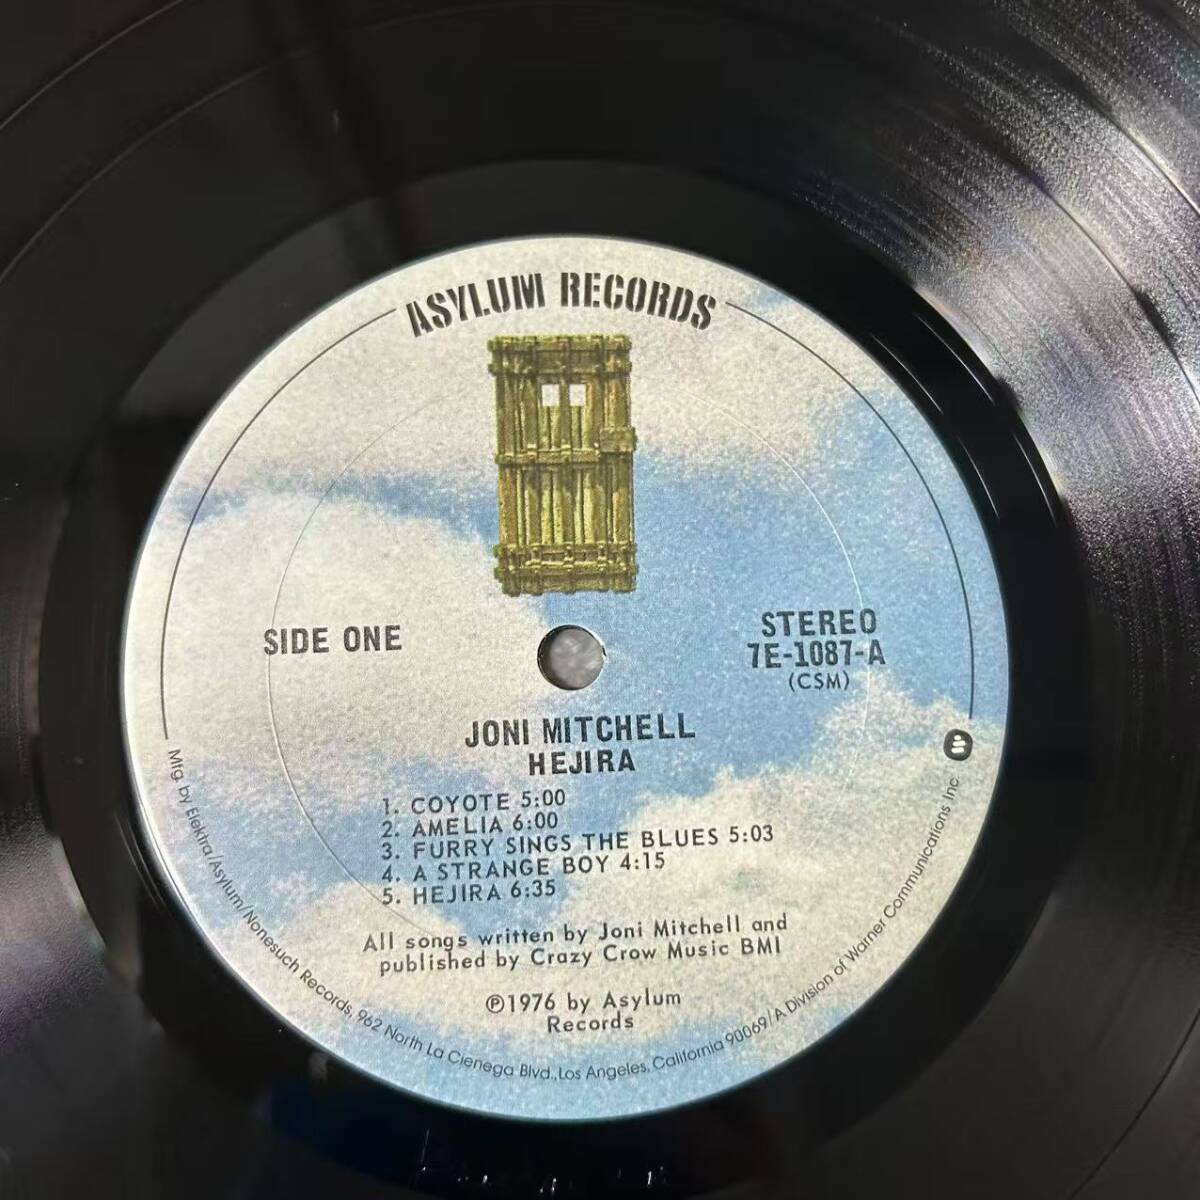 ASYLUM RECORDS
SIDE ONE
STEREO
7E-1087-A
(CSM)
JONI MITCHELL
HEJIRA
1. COYOTE 5:00
2. AMELIA 6:00
3. FURRY SINGS THE BLUES 5:03
4. A STRANGE BOY 4:15
5. HEJIRA 6:35
All songs written by Joni Mitchell and
published by Crazy Crow Music BMI
℗1976 by Asylum
Records
Mfg. by Elektra/Asylum/Nonesuch Records, 962 North La Cienega Blvd., Los Angeles, California 90069/A Division of Warner Communications Inc.